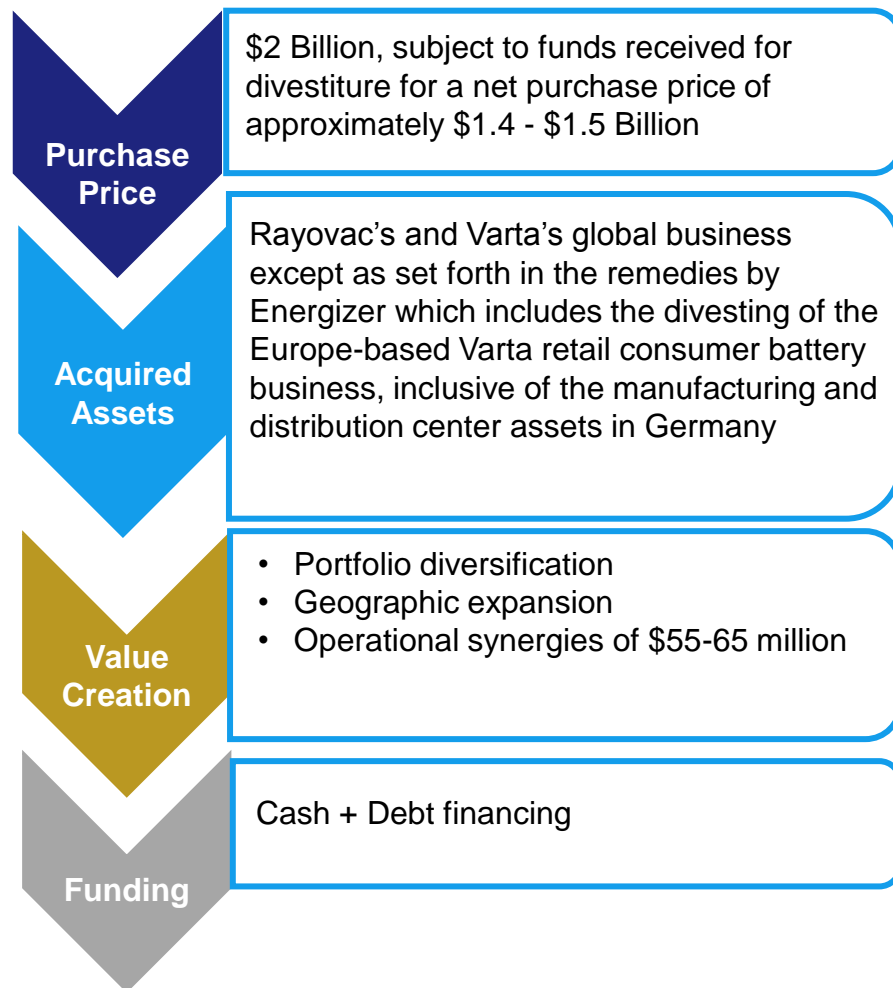 Purchase
Price
$2 Billion, subject to funds received for
divestiture for a net purchase price of
approximately $1.4 - $1.5 Billion
Acquired
Assets
Rayovac's and Varta's global business
except as set forth in the remedies by
Energizer which includes the divesting of the
Europe-based Varta retail consumer battery
business, inclusive of the manufacturing and
distribution center assets in Germany
Value
Creation
• Portfolio diversification
• Geographic expansion
• Operational synergies of $55-65 million
Funding
Cash + Debt financing